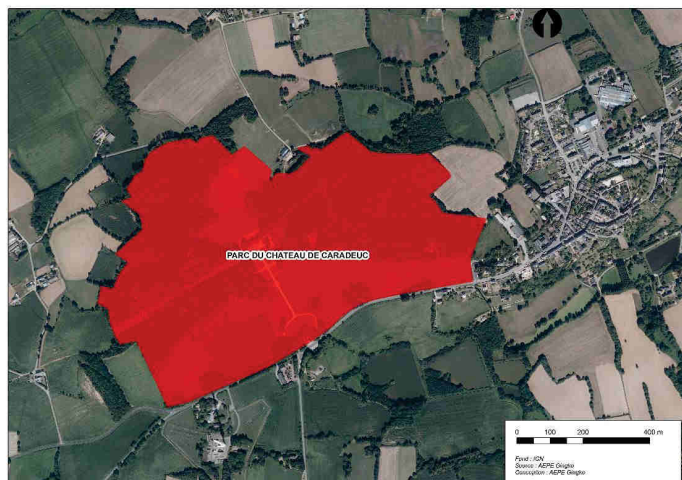 PARC DU CHATEAU DE CARADEUC
0 100 200 400 m
Fond : IGN
Source : AEPE Gingko
Conception : AEPE Gingko